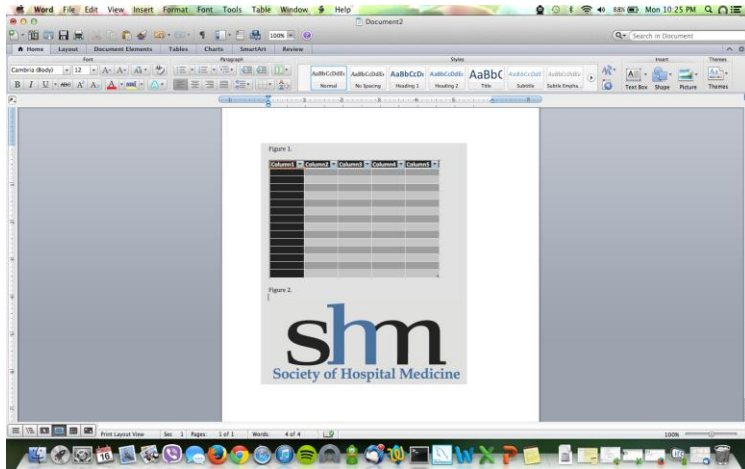 Word File Edit View Insert Format Font Tools Table Window Help
88% Mon 10:25 PM
Document2
100%
Search in Document
Home Layout Document Elements Tables Charts SmartArt Review
Font Paragraph Styles Insert Themes
Cambria (Body) 12
AaBbCcDdEe AaBbCcDdEe AaBbCcDc AaBbCcDdEe AaBbC AaBbCcDdE AaBbCcDdEe
Normal No Spacing Heading 1 Heading 2 Title Subtitle Subtle Empha...
Text Box Shape Picture Themes
Figure 1.
Column1 Column2 Column3 Column4 Column5
Figure 2.
shm
Society of Hospital Medicine
Print Layout View Sec 1 Pages: 1 of 1 Words: 4 of 4 100%